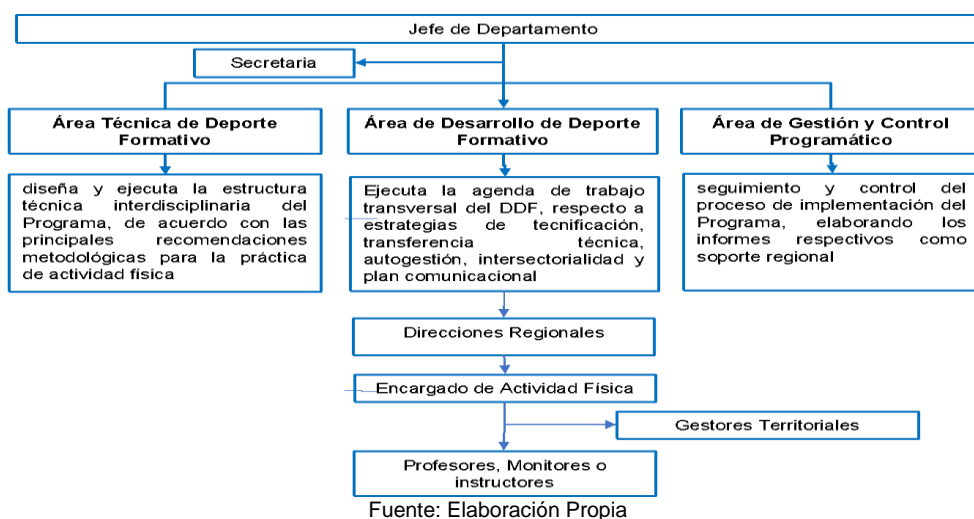 Jefe de Departamento
Secretaria
Área Técnica de Deporte
Formativo
Área de Desarrollo de Deporte
Formativo
Área de Gestión y Control
Programático
diseña y ejecuta la estructura
técnica interdisciplinaria del
Programa, de acuerdo con las
principales recomendaciones
metodológicas para la práctica
de actividad física
Ejecuta la agenda de trabajo
transversal del DDF, respecto a
estrategias de tecnificación,
transferencia técnica,
autogestión, intersectorialidad y
plan comunicacional
seguimiento y control del
proceso de implementación del
Programa, elaborando los
informes respectivos como
soporte regional
Direcciones Regionales
Encargado de Actividad Física
Gestores Territoriales
Profesores, Monitores o
instructores
Fuente: Elaboración Propia